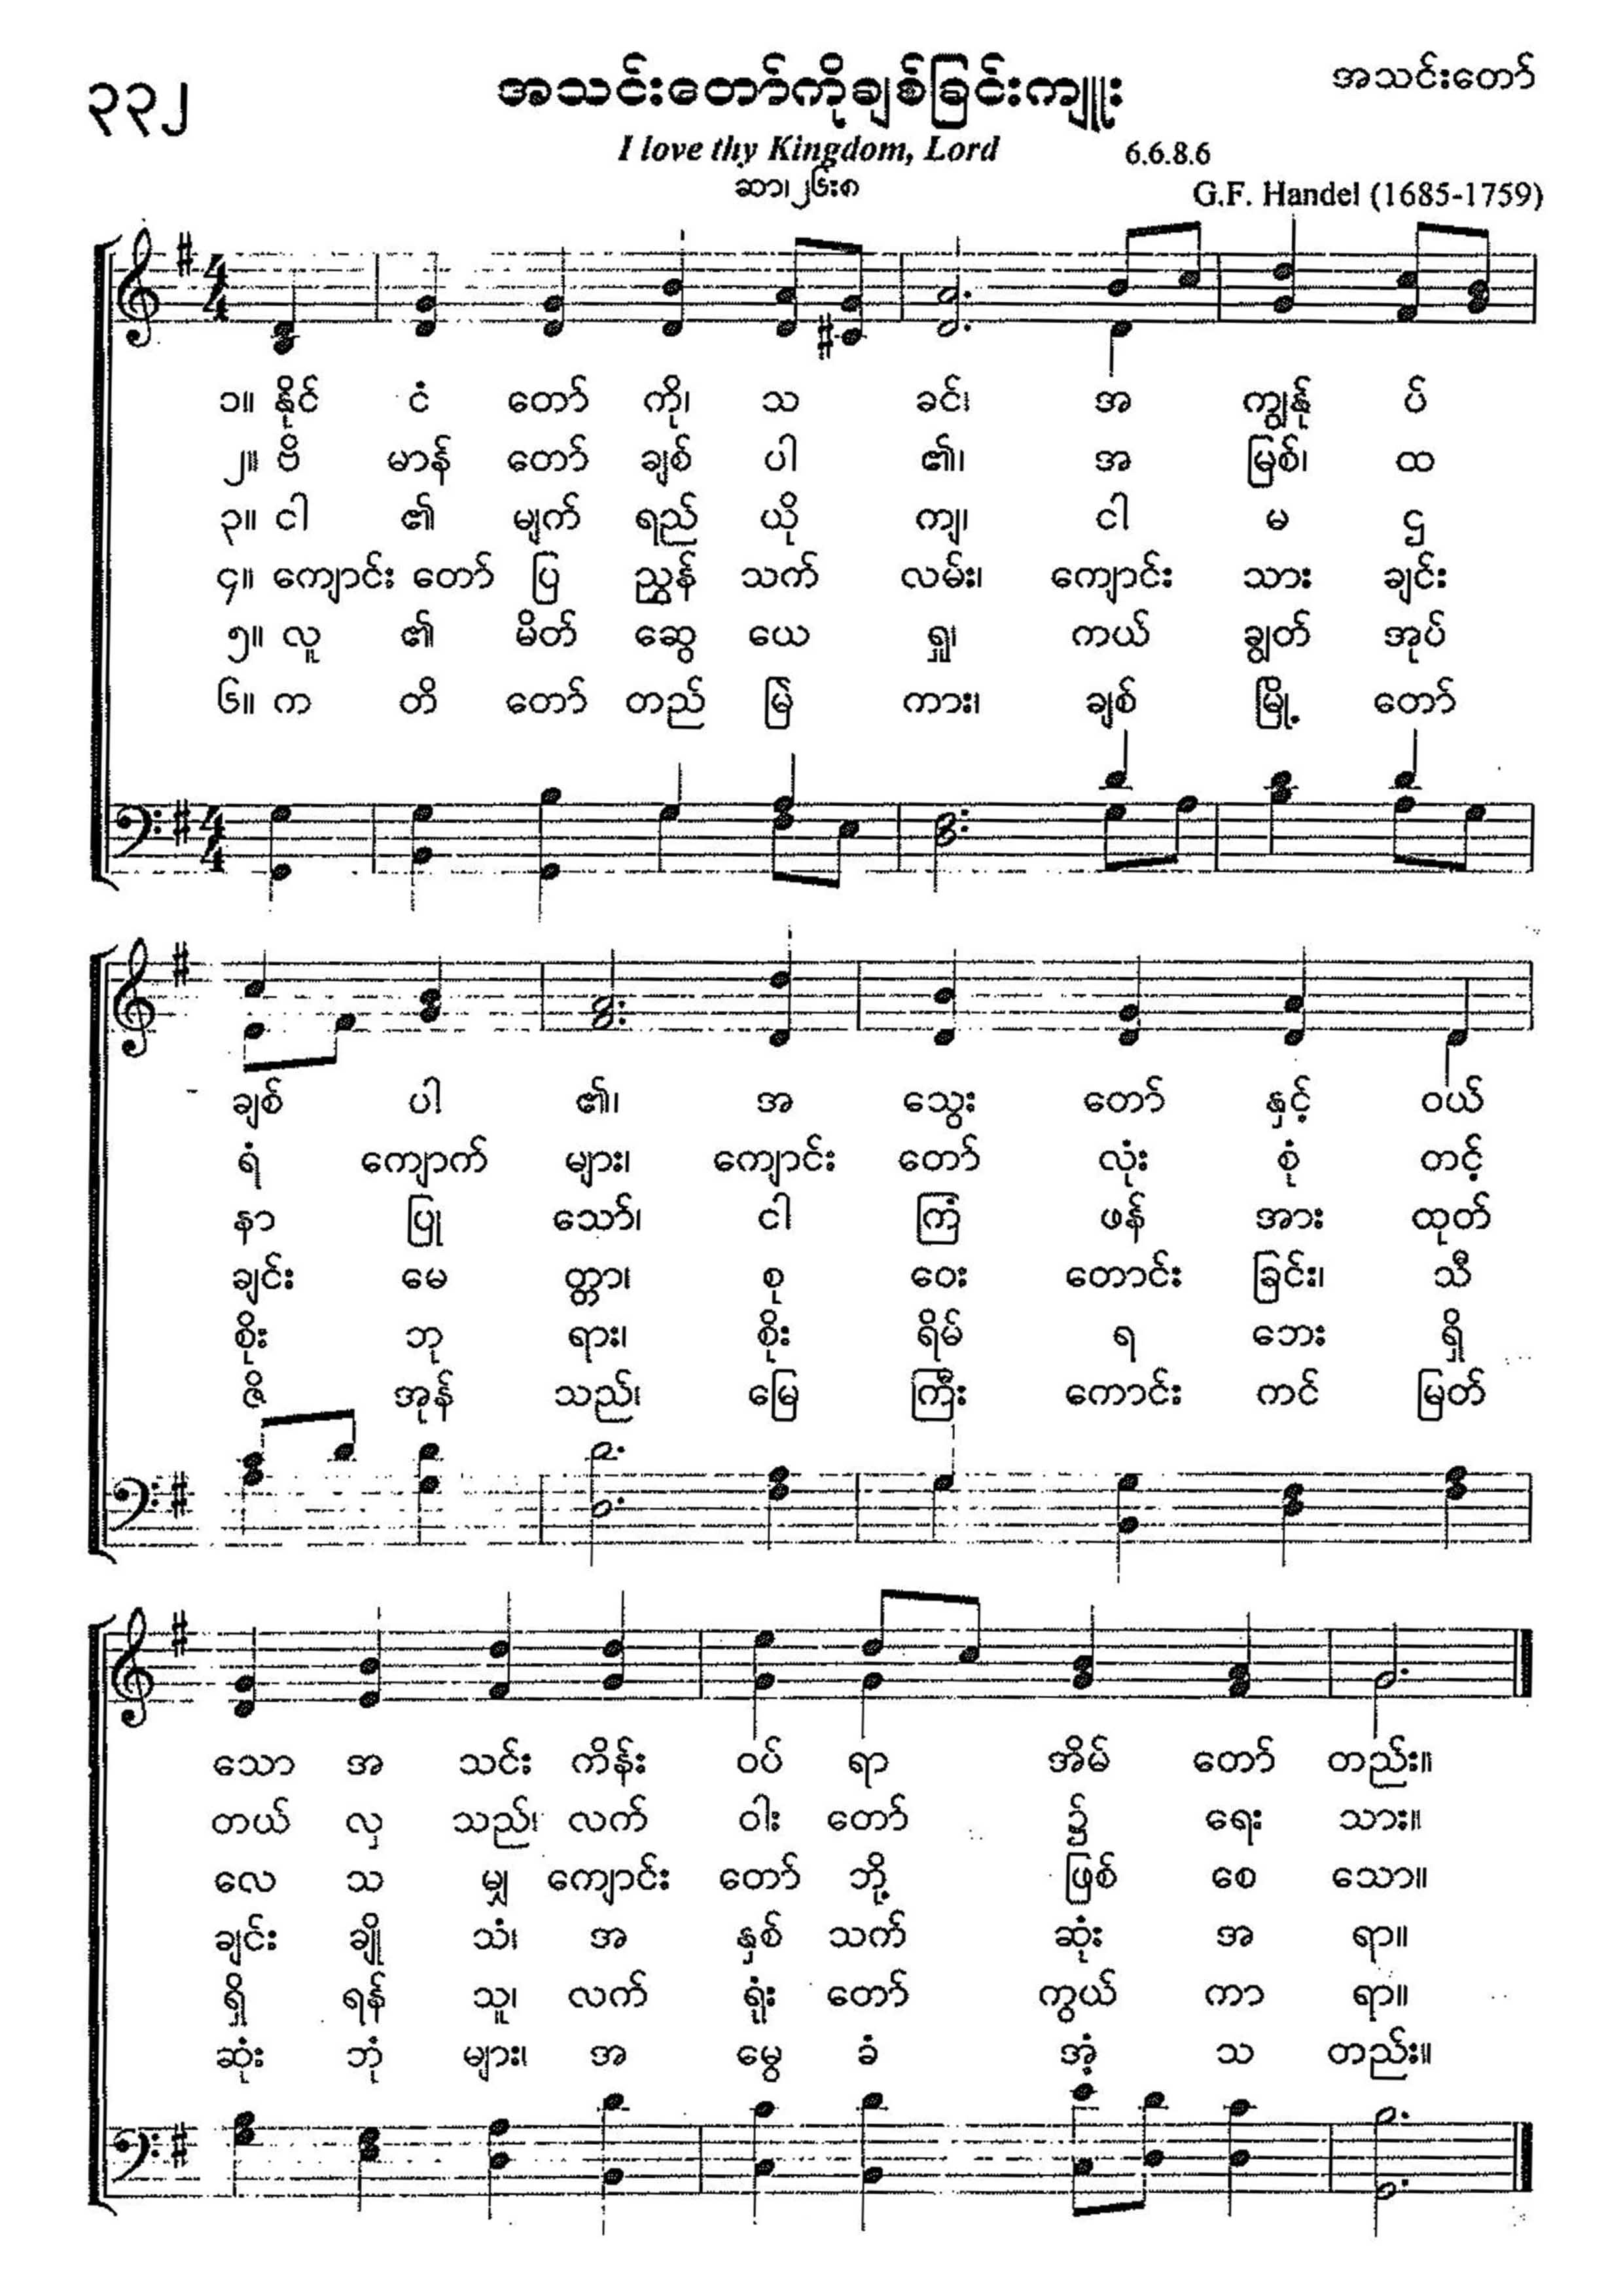 ၃၃၂
အသင်းတော်ကိုချစ်ခြင်းကျူး
အသင်းတော်
I love thy Kingdom, Lord
6.6.8.6
ဆာ၊၂၆း၈
G.F. Handel (1685-1759)
၁။ နိုင် ငံ တော် ကို၊ သ ခင်၊ အ ကျွန်ုပ်
၂။ ဗိ မာန် တော် ချစ် ပါ ၏၊ အ မြစ်၊ ထ
၃။ ငါ ၏ မျက် ရည် ယို ကျ၊ ငါ မ ဌ
၄။ ကျောင်း တော် ပြ ညွှန် သက် လမ်း၊ ကျောင်း သား ချင်း
၅။ လူ ၏ မိတ် ဆွေ ယေ ရှု၊ ကယ် ချွတ် အုပ်
၆။ က တိ တော် တည် မြဲ ကား၊ ချစ် မြို့ တော်
ချစ် ပါ ၏၊ အ သွေး တော် နှင့် ဝယ်
ရံ ကျောက် များ၊ ကျောင်း တော် လုံး စုံ တင့်
နာ ပြု သော်၊ ငါ ကြံ ဖန် အား ထုတ်
ချင်း မေ တ္တာ၊ စု ဝေး တောင်း ခြင်း၊ သီ
စိုး ဘု ရား၊ စိုး ရိမ် ရ ဘေး ရှိ
ဇိ အုန် သည်၊ မြေ ကြီး ကောင်း ကင် မြတ်
သော အ သင်း ကိန်း ဝပ် ရာ အိမ် တော် တည်း။
တယ် လှ သည်၊ လက် ဝါး တော် ၌ ရေး သား။
လေ သ မျှ ကျောင်း တော် ဘို့ ဖြစ် စေ သော။
ချင်း ချို သံ၊ အ နှစ် သက် ဆုံး အ ရာ။
ရှိ ရန် သူ၊ လက် ရုံး တော် ကွယ် ကာ ရာ။
ဆုံး ဘုံ များ၊ အ မွေ ခံ အံ့ သ တည်း။